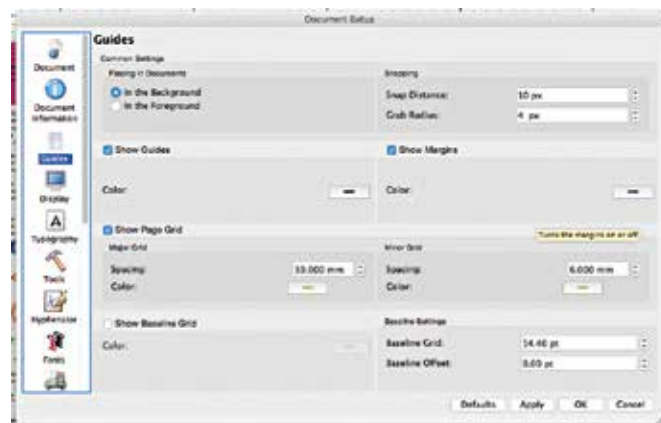 Document Setup
Guides
Document
Document Information
Guides
Display
Typography
Tools
Hyphenator
Fonts
Common Settings
Placing in Documents
In the Background
In the Foreground
Snapping
Snap Distance: 10 px
Grab Radius: 4 px
Show Guides
Color:
Show Margins
Color:
Show Page Grid
Turns the margins on or off
Major Grid
Spacing:
Color:
Minor Grid
Spacing: 6.000 mm
Color:
Show Baseline Grid
Color:
Baseline Settings
Baseline Grid: 14.40 pt
Baseline Offset: 0.00 pt
Defaults Apply OK Cancel